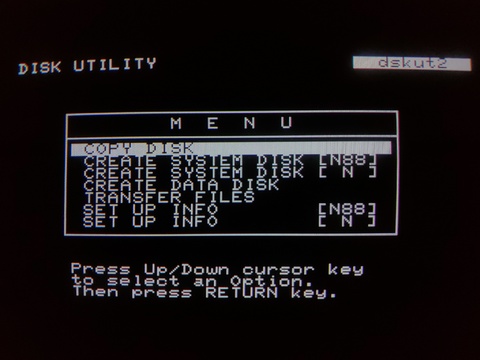 DISK UTILITY
dskut2
M E N U
COPY DISK
CREATE SYSTEM DISK [N88]
CREATE SYSTEM DISK [ N ]
CREATE DATA DISK
TRANSFER FILES
SET UP INFO [N88]
SET UP INFO [ N ]
Press Up/Down cursor key
to select an Option.
Then press RETURN key.